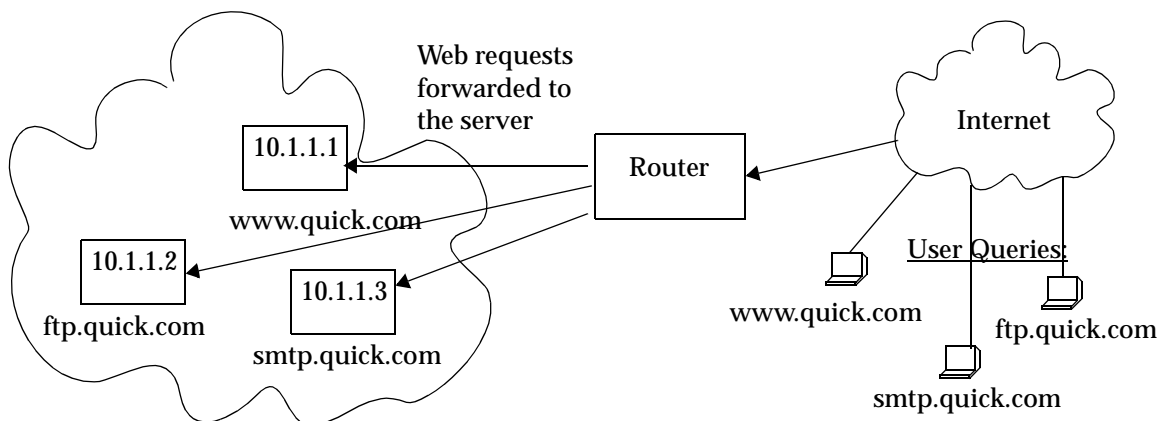 Web requests
forwarded to
the server
10.1.1.1
www.quick.com
10.1.1.2
ftp.quick.com
10.1.1.3
smtp.quick.com
Router
Internet
User Queries:
www.quick.com
ftp.quick.com
smtp.quick.com